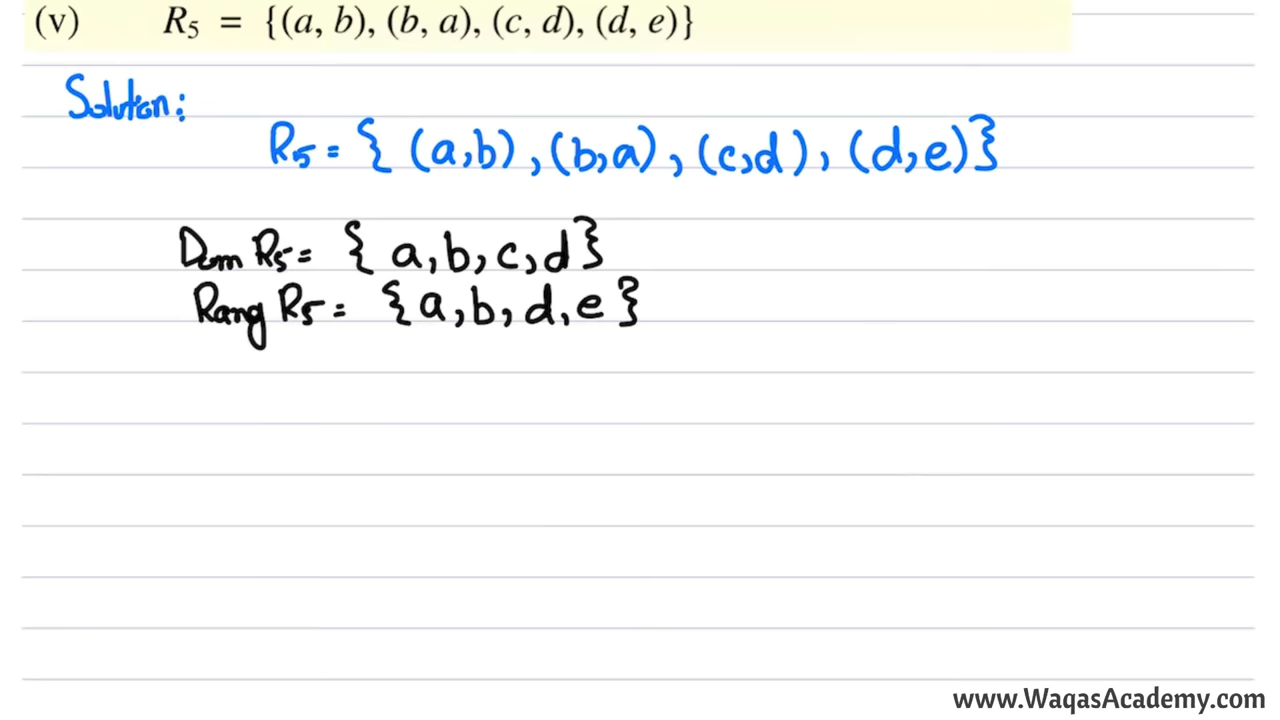 (v) R₅ = {(a, b), (b, a), (c, d), (d, e)}
Solution:
R₅ = { (a,b) , (b,a) , (c,d) , (d,e)}
Dom R₅ = { a, b, c, d}
Rang R₅ = { a, b, d, e }
www.WaqasAcademy.com